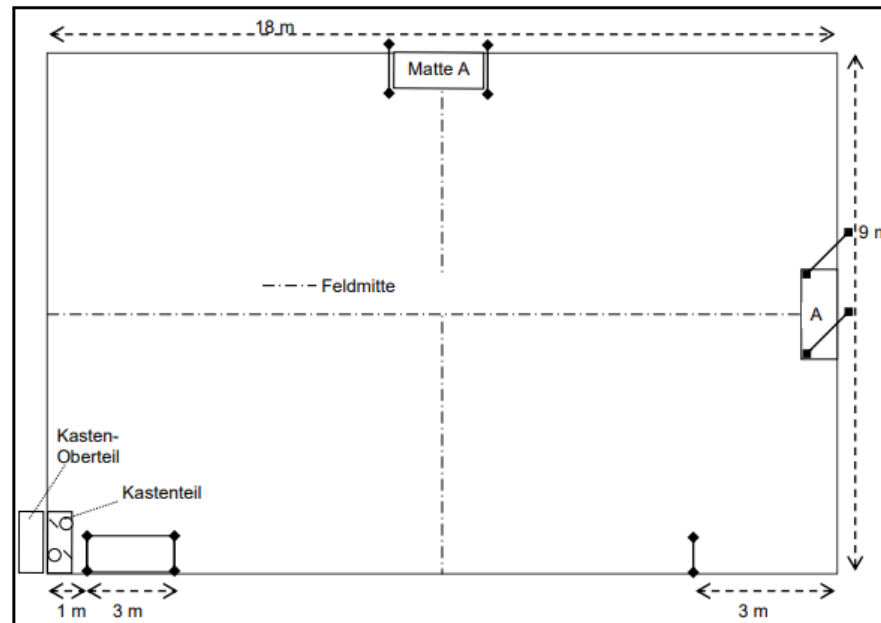 18 m
Matte A
9 m
Feldmitte
A
Kasten-
Oberteil
Kastenteil
1 m
3 m
3 m